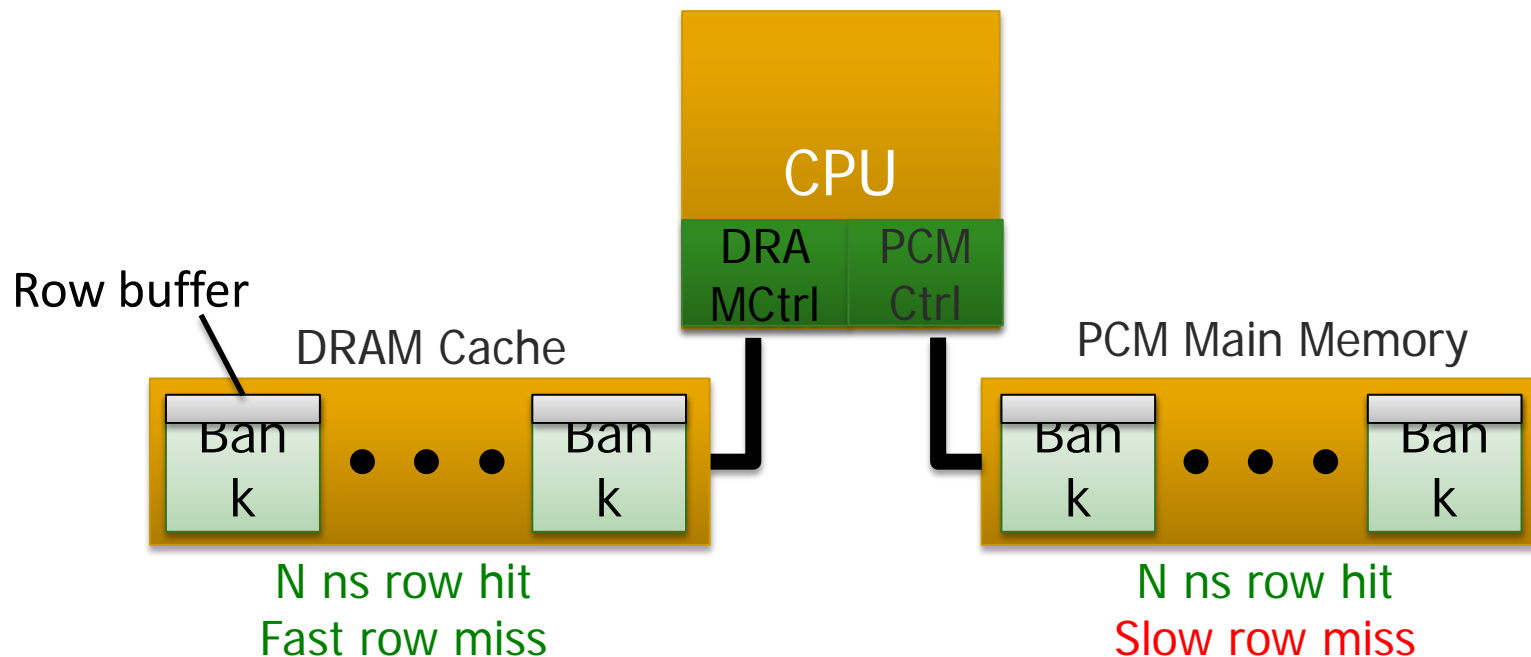 CPU
DRA
MCtrl
PCM
Ctrl
Row buffer
DRAM Cache
PCM Main Memory
Ban
k
Ban
k
Ban
k
Ban
k
N ns row hit
Fast row miss
N ns row hit
Slow row miss